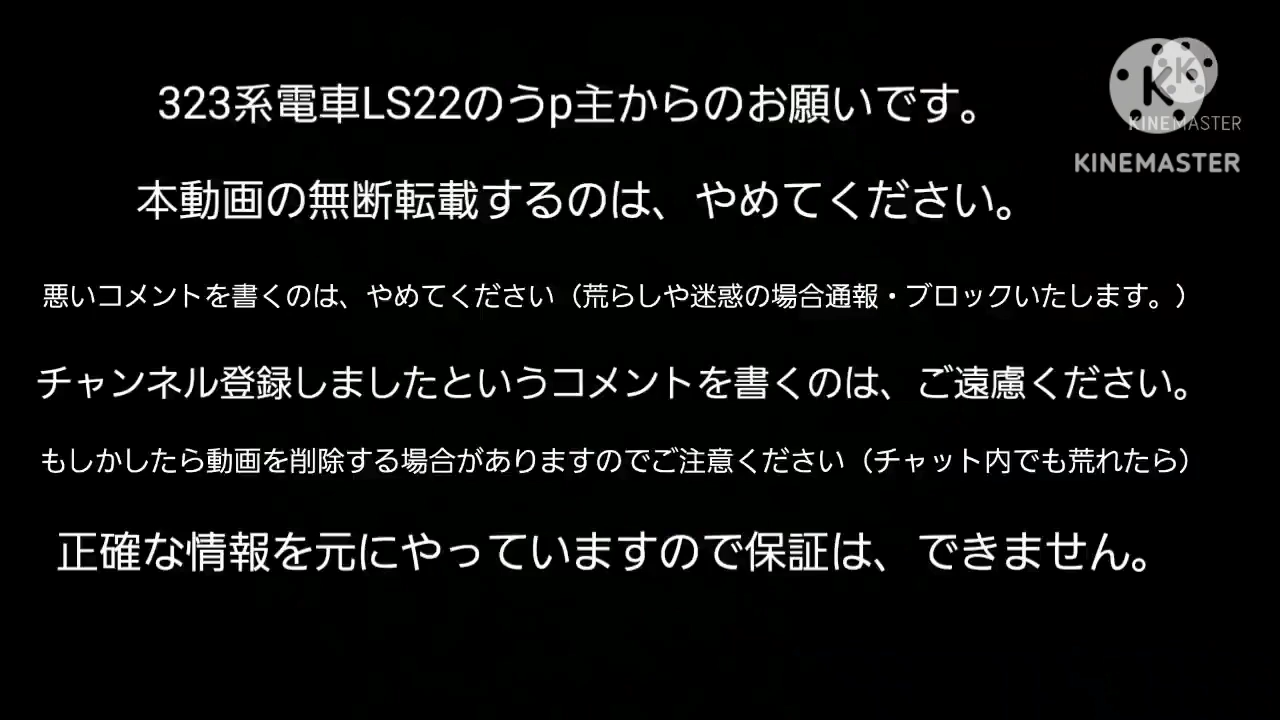 323系電車LS22のうp主からのお願いです。
KINEMASTER
本動画の無断転載するのは、やめてください。
KINEMASTER
悪いコメントを書くのは、やめてください（荒らしや迷惑の場合通報・ブロックいたします。）
チャンネル登録しましたというコメントを書くのは、ご遠慮ください。
もしかしたら動画を削除する場合がありますのでご注意ください（チャット内でも荒れたら）
正確な情報を元にやっていますので保証は、できません。